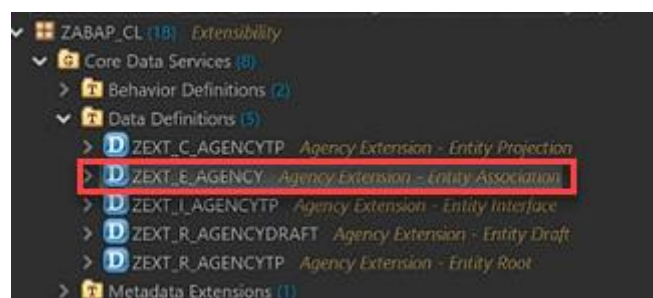 ZABAP_CL (18) Extensibility
Core Data Services (8)
Behavior Definitions (2)
Data Definitions (5)
ZEXT_C_AGENCYTP Agency Extension - Entity Projection
ZEXT_E_AGENCY Agency Extension - Entity Association
ZEXT_I_AGENCYTP Agency Extension - Entity Interface
ZEXT_R_AGENCYDRAFT Agency Extension - Entity Draft
ZEXT_R_AGENCYTP Agency Extension - Entity Root
Metadata Extensions (1)